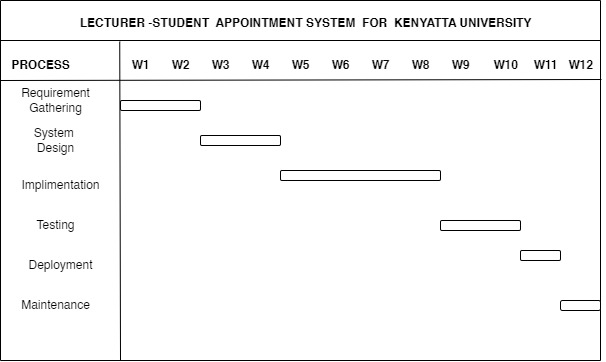 LECTURER -STUDENT APPOINTMENT SYSTEM FOR KENYATTA UNIVERSITY
PROCESS W1 W2 W3 W4 W5 W6 W7 W8 W9 W10 W11 W12
Requirement
Gathering
System
Design
Implimentation
Testing
Deployment
Maintenance